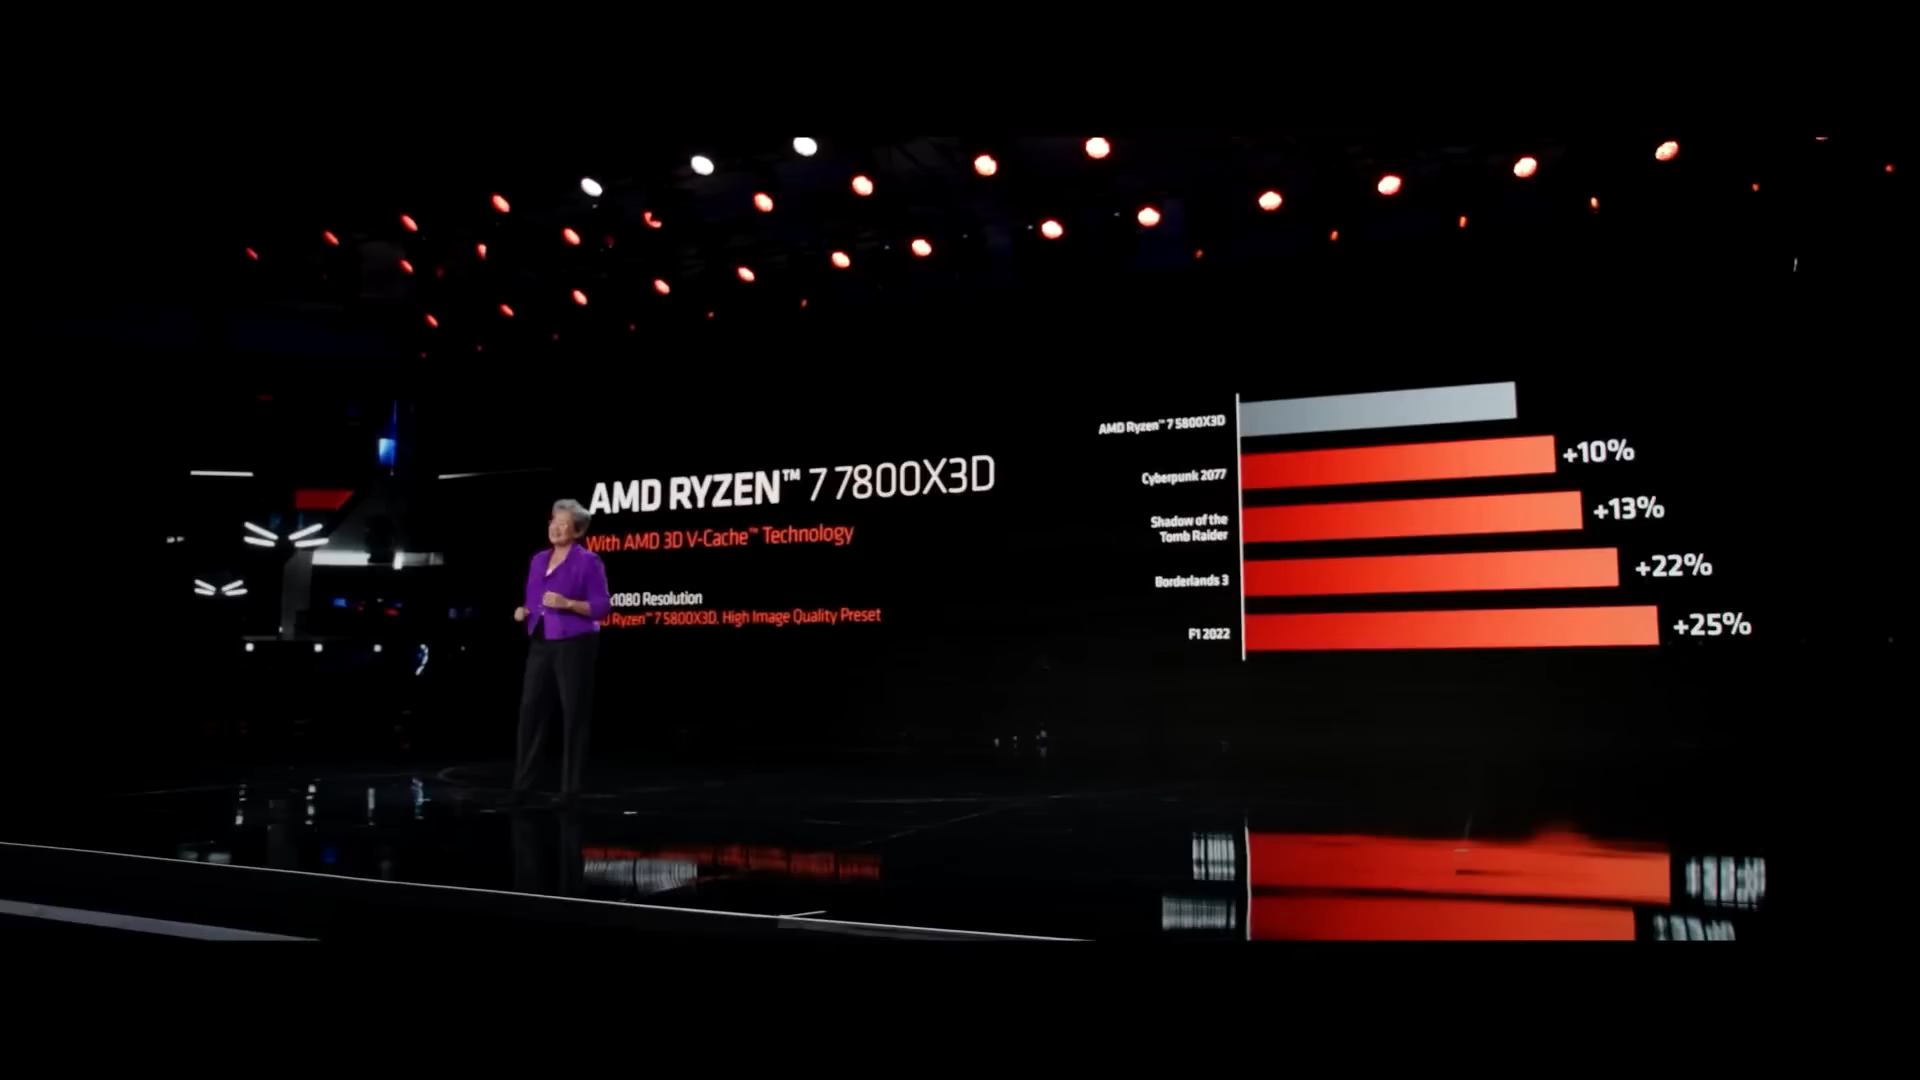 AMD RYZEN™ 7 7800X3D
With AMD 3D V-Cache™ Technology
x1080 Resolution
Ryzen™ 7 5800X3D, High Image Quality Preset
AMD Ryzen™ 7 5800X3D
Cyberpunk 2077
+10%
Shadow of the
Tomb Raider
+13%
Borderlands 3
+22%
F1 2022
+25%